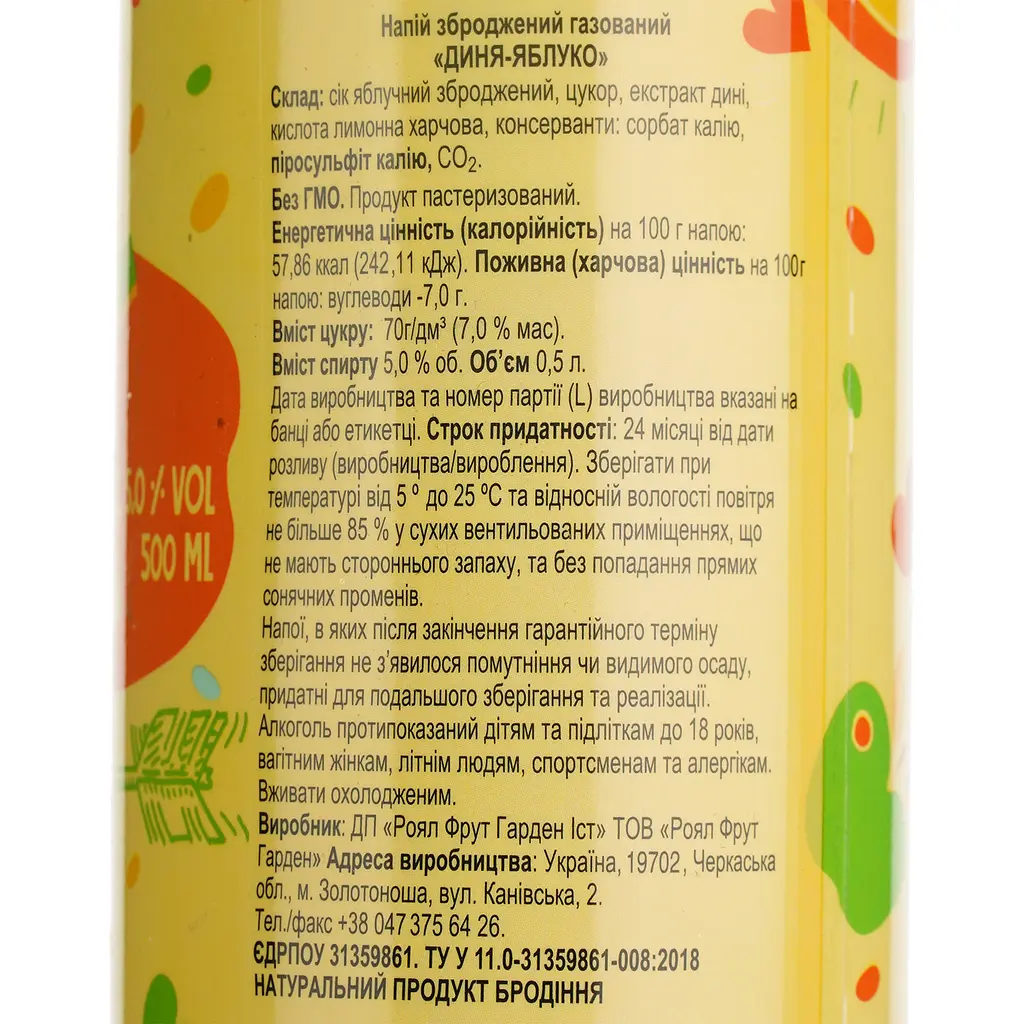 Напій зброджений газований
«ДИНЯ-ЯБЛУКО»
Склад: сік яблучний зброджений, цукор, екстракт дині,
кислота лимонна харчова, консерванти: сорбат калію,
піросульфіт калію, CO₂.
Без ГМО. Продукт пастеризований.
Енергетична цінність (калорійність) на 100 г напою:
57,86 ккал (242,11 кДж). Поживна (харчова) цінність на 100г
напою: вуглеводи -7,0 г.
Вміст цукру: 70г/дм³ (7,0 % мас).
Вміст спирту 5,0 % об. Об’єм 0,5 л.
Дата виробництва та номер партії (L) виробництва вказані на
банці або етикетці. Строк придатності: 24 місяці від дати
розливу (виробництва/вироблення). Зберігати при
температурі від 5 º до 25 ºС та відносній вологості повітря
не більше 85 % у сухих вентильованих приміщеннях, що
не мають стороннього запаху, та без попадання прямих
сонячних променів.
Напої, в яких після закінчення гарантійного терміну
зберігання не з’явилося помутніння чи видимого осаду,
придатні для подальшого зберігання та реалізації.
Алкоголь протипоказаний дітям та підліткам до 18 років,
вагітним жінкам, літнім людям, спортсменам та алергікам.
Вживати охолодженим.
Виробник: ДП «Роял Фрут Гарден Іст» ТОВ «Роял Фрут
Гарден» Адреса виробництва: Україна, 19702, Черкаська
обл., м. Золотоноша, вул. Канівська, 2.
Тел./факс +38 047 375 64 26.
ЄДРПОУ 31359861. ТУ У 11.0-31359861-008:2018
НАТУРАЛЬНИЙ ПРОДУКТ БРОДІННЯ
5.0 % VOL
500 ML